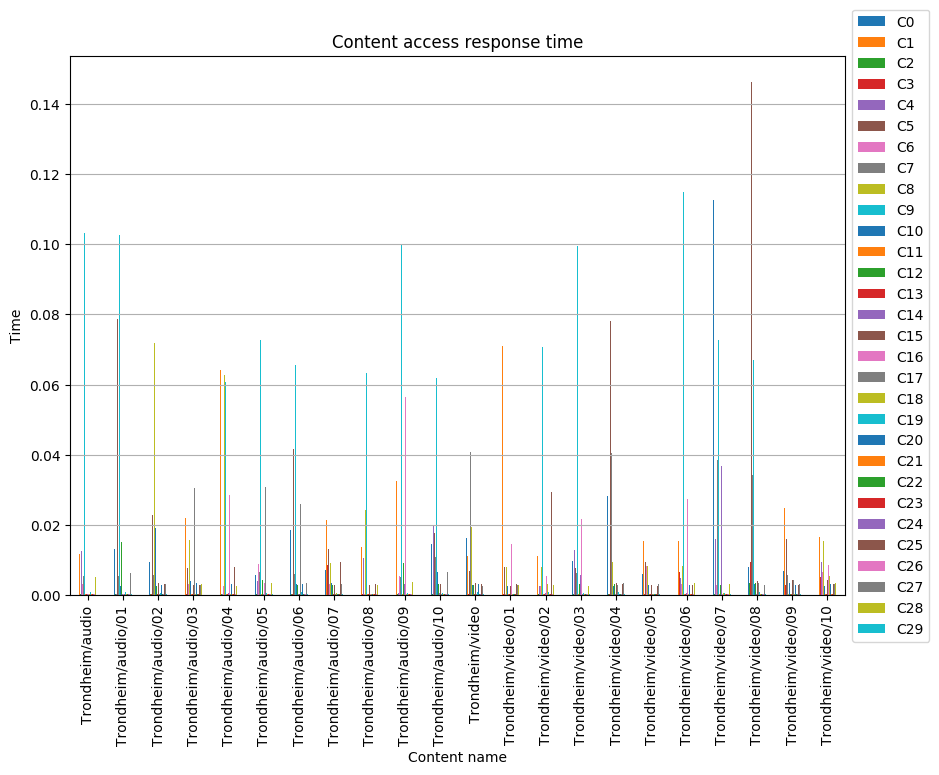 Content access response time
Time
0.14
0.12
0.10
0.08
0.06
0.04
0.02
0.00
Trondheim/audio
Trondheim/audio/01
Trondheim/audio/02
Trondheim/audio/03
Trondheim/audio/04
Trondheim/audio/05
Trondheim/audio/06
Trondheim/audio/07
Trondheim/audio/08
Trondheim/audio/09
Trondheim/audio/10
Trondheim/video
Trondheim/video/01
Trondheim/video/02
Trondheim/video/03
Trondheim/video/04
Trondheim/video/05
Trondheim/video/06
Trondheim/video/07
Trondheim/video/08
Trondheim/video/09
Trondheim/video/10
Content name
C0
C1
C2
C3
C4
C5
C6
C7
C8
C9
C10
C11
C12
C13
C14
C15
C16
C17
C18
C19
C20
C21
C22
C23
C24
C25
C26
C27
C28
C29